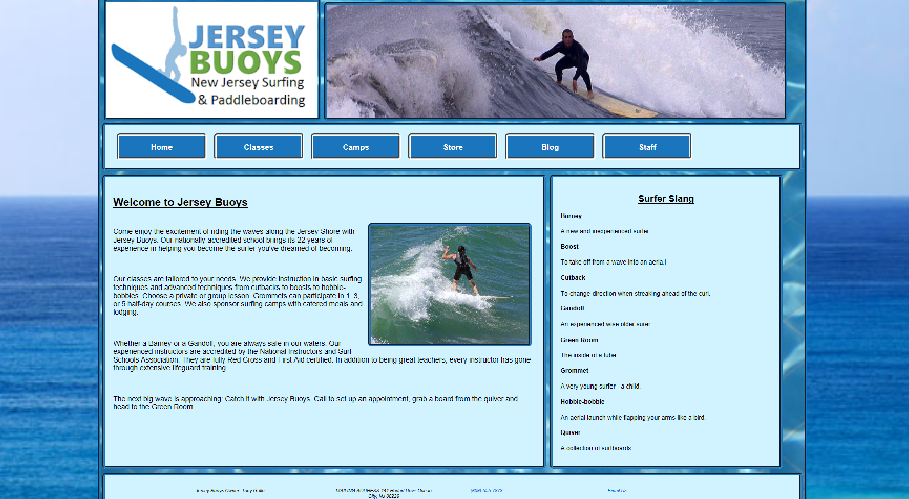 JERSEY
BUOYS
New Jersey Surfing
& Paddleboarding
Home
Classes
Camps
Store
Blog
Staff
Welcome to Jersey Buoys
Come enjoy the excitement of riding the waves along the Jersey Shore with
Jersey Buoys. Our nationally accredited school brings its 22 years of
experience in helping you become the surfer you've dreamed of becoming.
Our classes are tailored to your needs. We provide instruction in basic surfing
techniques and advanced techniques from cutbacks to boosts to hobble-
bobbles. Choose a private or group lesson. Grommets can participate in 1, 3,
or 5 half-day courses. We also sponsor surfing camps with catered meals and
lodging.
Whether a Barney or a Gandolf, you are always safe in our waters. Our
experienced instructors are accredited by the National Instructors and Surf
Schools Association. They are fully Red Cross and First Aid certified. In addition to being great teachers, every instructor has gone
through extensive lifeguard training.
The next big wave is approaching. Catch it with Jersey Buoys. Call to set up an appointment, grab a board from the quiver and
head to the Green Room.
Surfer Slang
Barney
A new and inexperienced surfer
Boost
To take off from a wave into an aerial
Cutback
To change direction when streaking ahead of the curl.
Gandolf
An experienced wise older surfer
Green Room
The inside of a tube
Grommet
A very young surfer - a child.
Hobble-bobble
An aerial launch while flapping your arms like a bird.
Quiver
A collection of surf boards